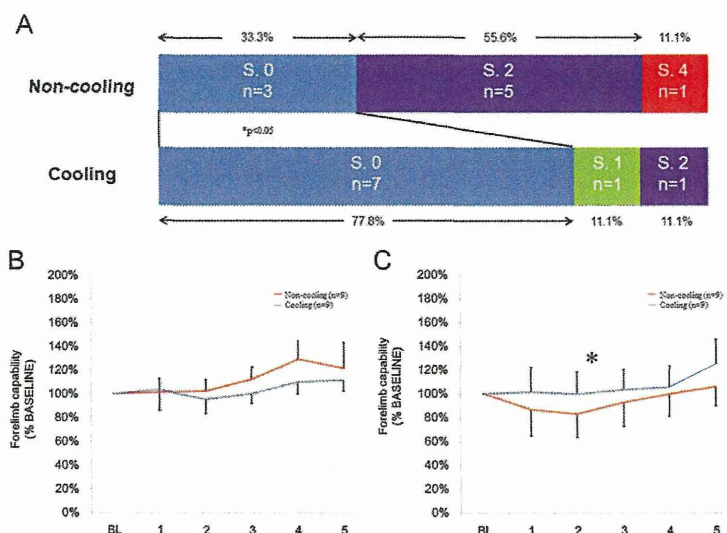 A
33.3% 55.6% 11.1%
Non-cooling
S. 0 S. 2 S. 4
n=3 n=5 n=1
*p<0.05
Cooling
S. 0 S. 1 S. 2
n=7 n=1 n=1
77.8% 11.1% 11.1%
B
Forelimb capability
(% BASELINE)
200%
180%
160%
140%
120%
100%
80%
60%
40%
20%
0%
Non-cooling (n=9)
Cooling (n=9)
BL 1 2 3 4 5
C
Forelimb capability
(% BASELINE)
200%
180%
160%
140%
120%
100%
80%
60%
40%
20%
0%
Non-cooling (n=9)
Cooling (n=9)
*
BL 1 2 3 4 5